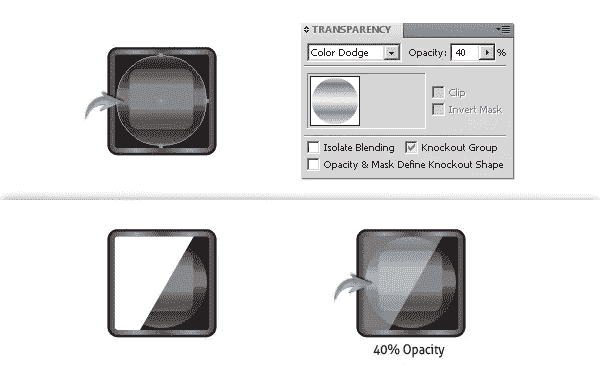 TRANSPARENCY
Color Dodge Opacity: 40 %
Clip
Invert Mask
Isolate Blending Knockout Group
Opacity & Mask Define Knockout Shape
40% Opacity